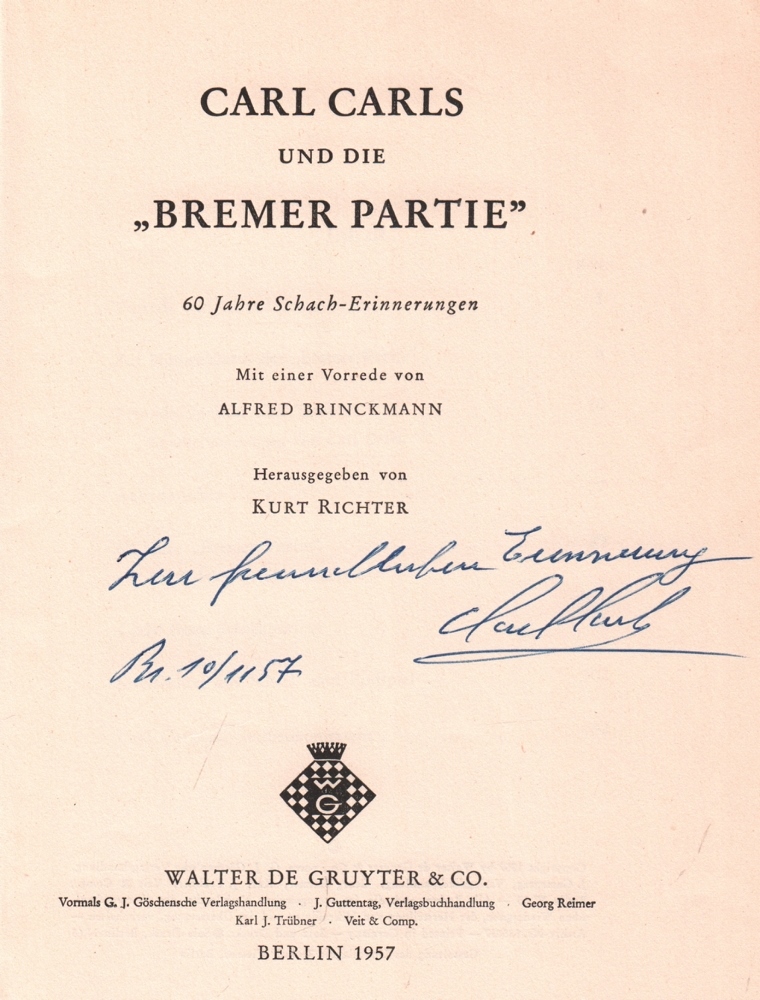 CARL CARLS
UND DIE
„BREMER PARTIE”
60 Jahre Schach-Erinnerungen
Mit einer Vorrede von
ALFRED BRINCKMANN
Herausgegeben von
KURT RICHTER
Zur freundlichen Erinnerung
Carl Carls
Br. 10/11 57
W
G
WALTER DE GRUYTER & CO.
Vormals G. J. Göschensche Verlagshandlung · J. Guttentag, Verlagsbuchhandlung · Georg Reimer
Karl J. Trübner · Veit & Comp.
BERLIN 1957